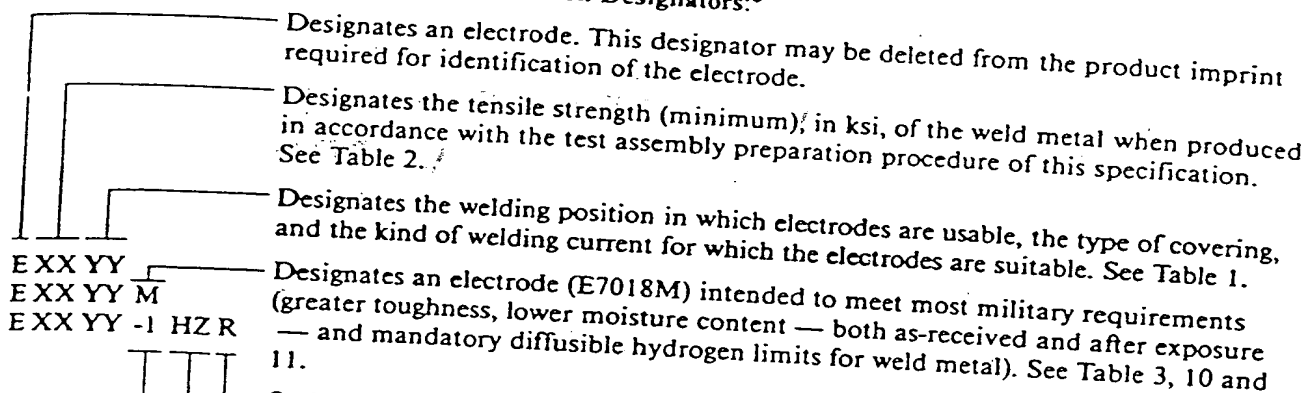 Designators:
Designates an electrode. This designator may be deleted from the product imprint
required for identification of the electrode.
Designates the tensile strength (minimum), in ksi, of the weld metal when produced
in accordance with the test assembly preparation procedure of this specification.
See Table 2.
Designates the welding position in which electrodes are usable, the type of covering,
and the kind of welding current for which the electrodes are suitable. See Table 1.
E XX YY
E XX YY M
E XX YY -1 HZ R
Designates an electrode (E7018M) intended to meet most military requirements
(greater toughness, lower moisture content — both as-received and after exposure
— and mandatory diffusible hydrogen limits for weld metal). See Table 3, 10 and
11.